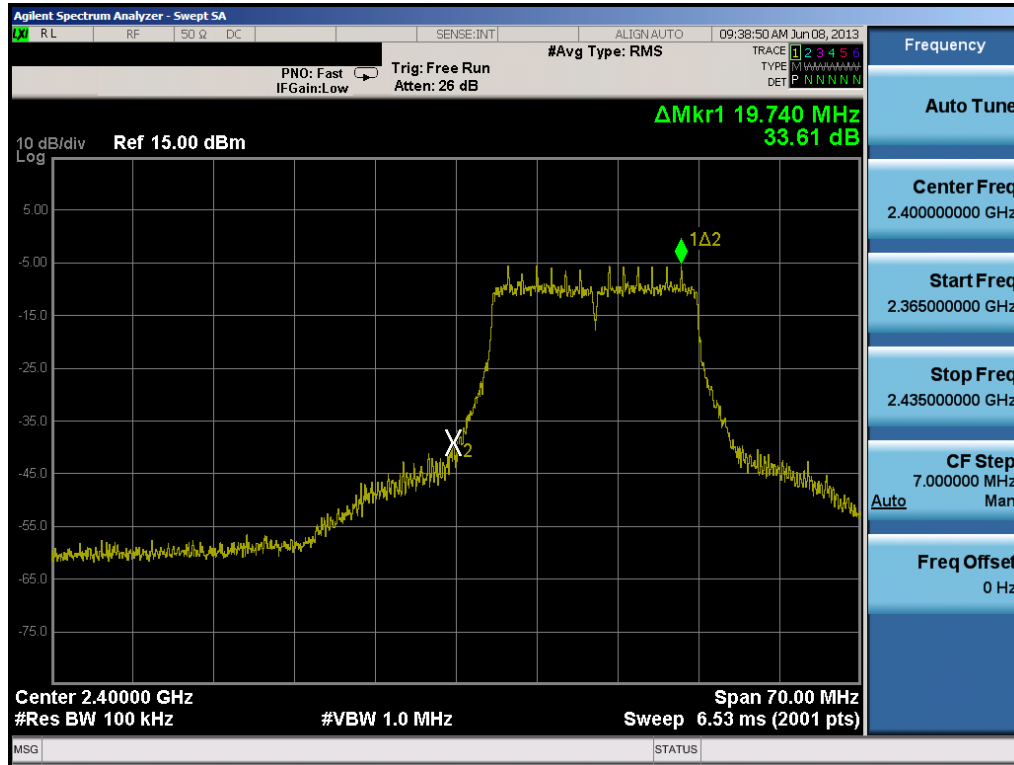 Agilent Spectrum Analyzer - Swept SA
LXI RL RF 50 Ω DC SENSE:INT ALIGN AUTO 09:38:50 AM Jun 08, 2013
Frequency
#Avg Type: RMS
TRACE 1 2 3 4 5 6
PNO: Fast
Trig: Free Run
TYPE M WWWWW
IFGain:Low
Atten: 26 dB
DET P N N N N N
Auto Tune
ΔMkr1 19.740 MHz
33.61 dB
10 dB/div Ref 15.00 dBm
Log
Center Freq
2.400000000 GHz
5.00
1Δ2
-5.00
Start Freq
2.365000000 GHz
-15.0
-25.0
Stop Freq
2.435000000 GHz
-35.0
X2
-45.0
CF Step
7.000000 MHz
Auto Man
-55.0
Freq Offset
0 Hz
-65.0
-75.0
Center 2.40000 GHz Span 70.00 MHz
#Res BW 100 kHz #VBW 1.0 MHz Sweep 6.53 ms (2001 pts)
MSG STATUS